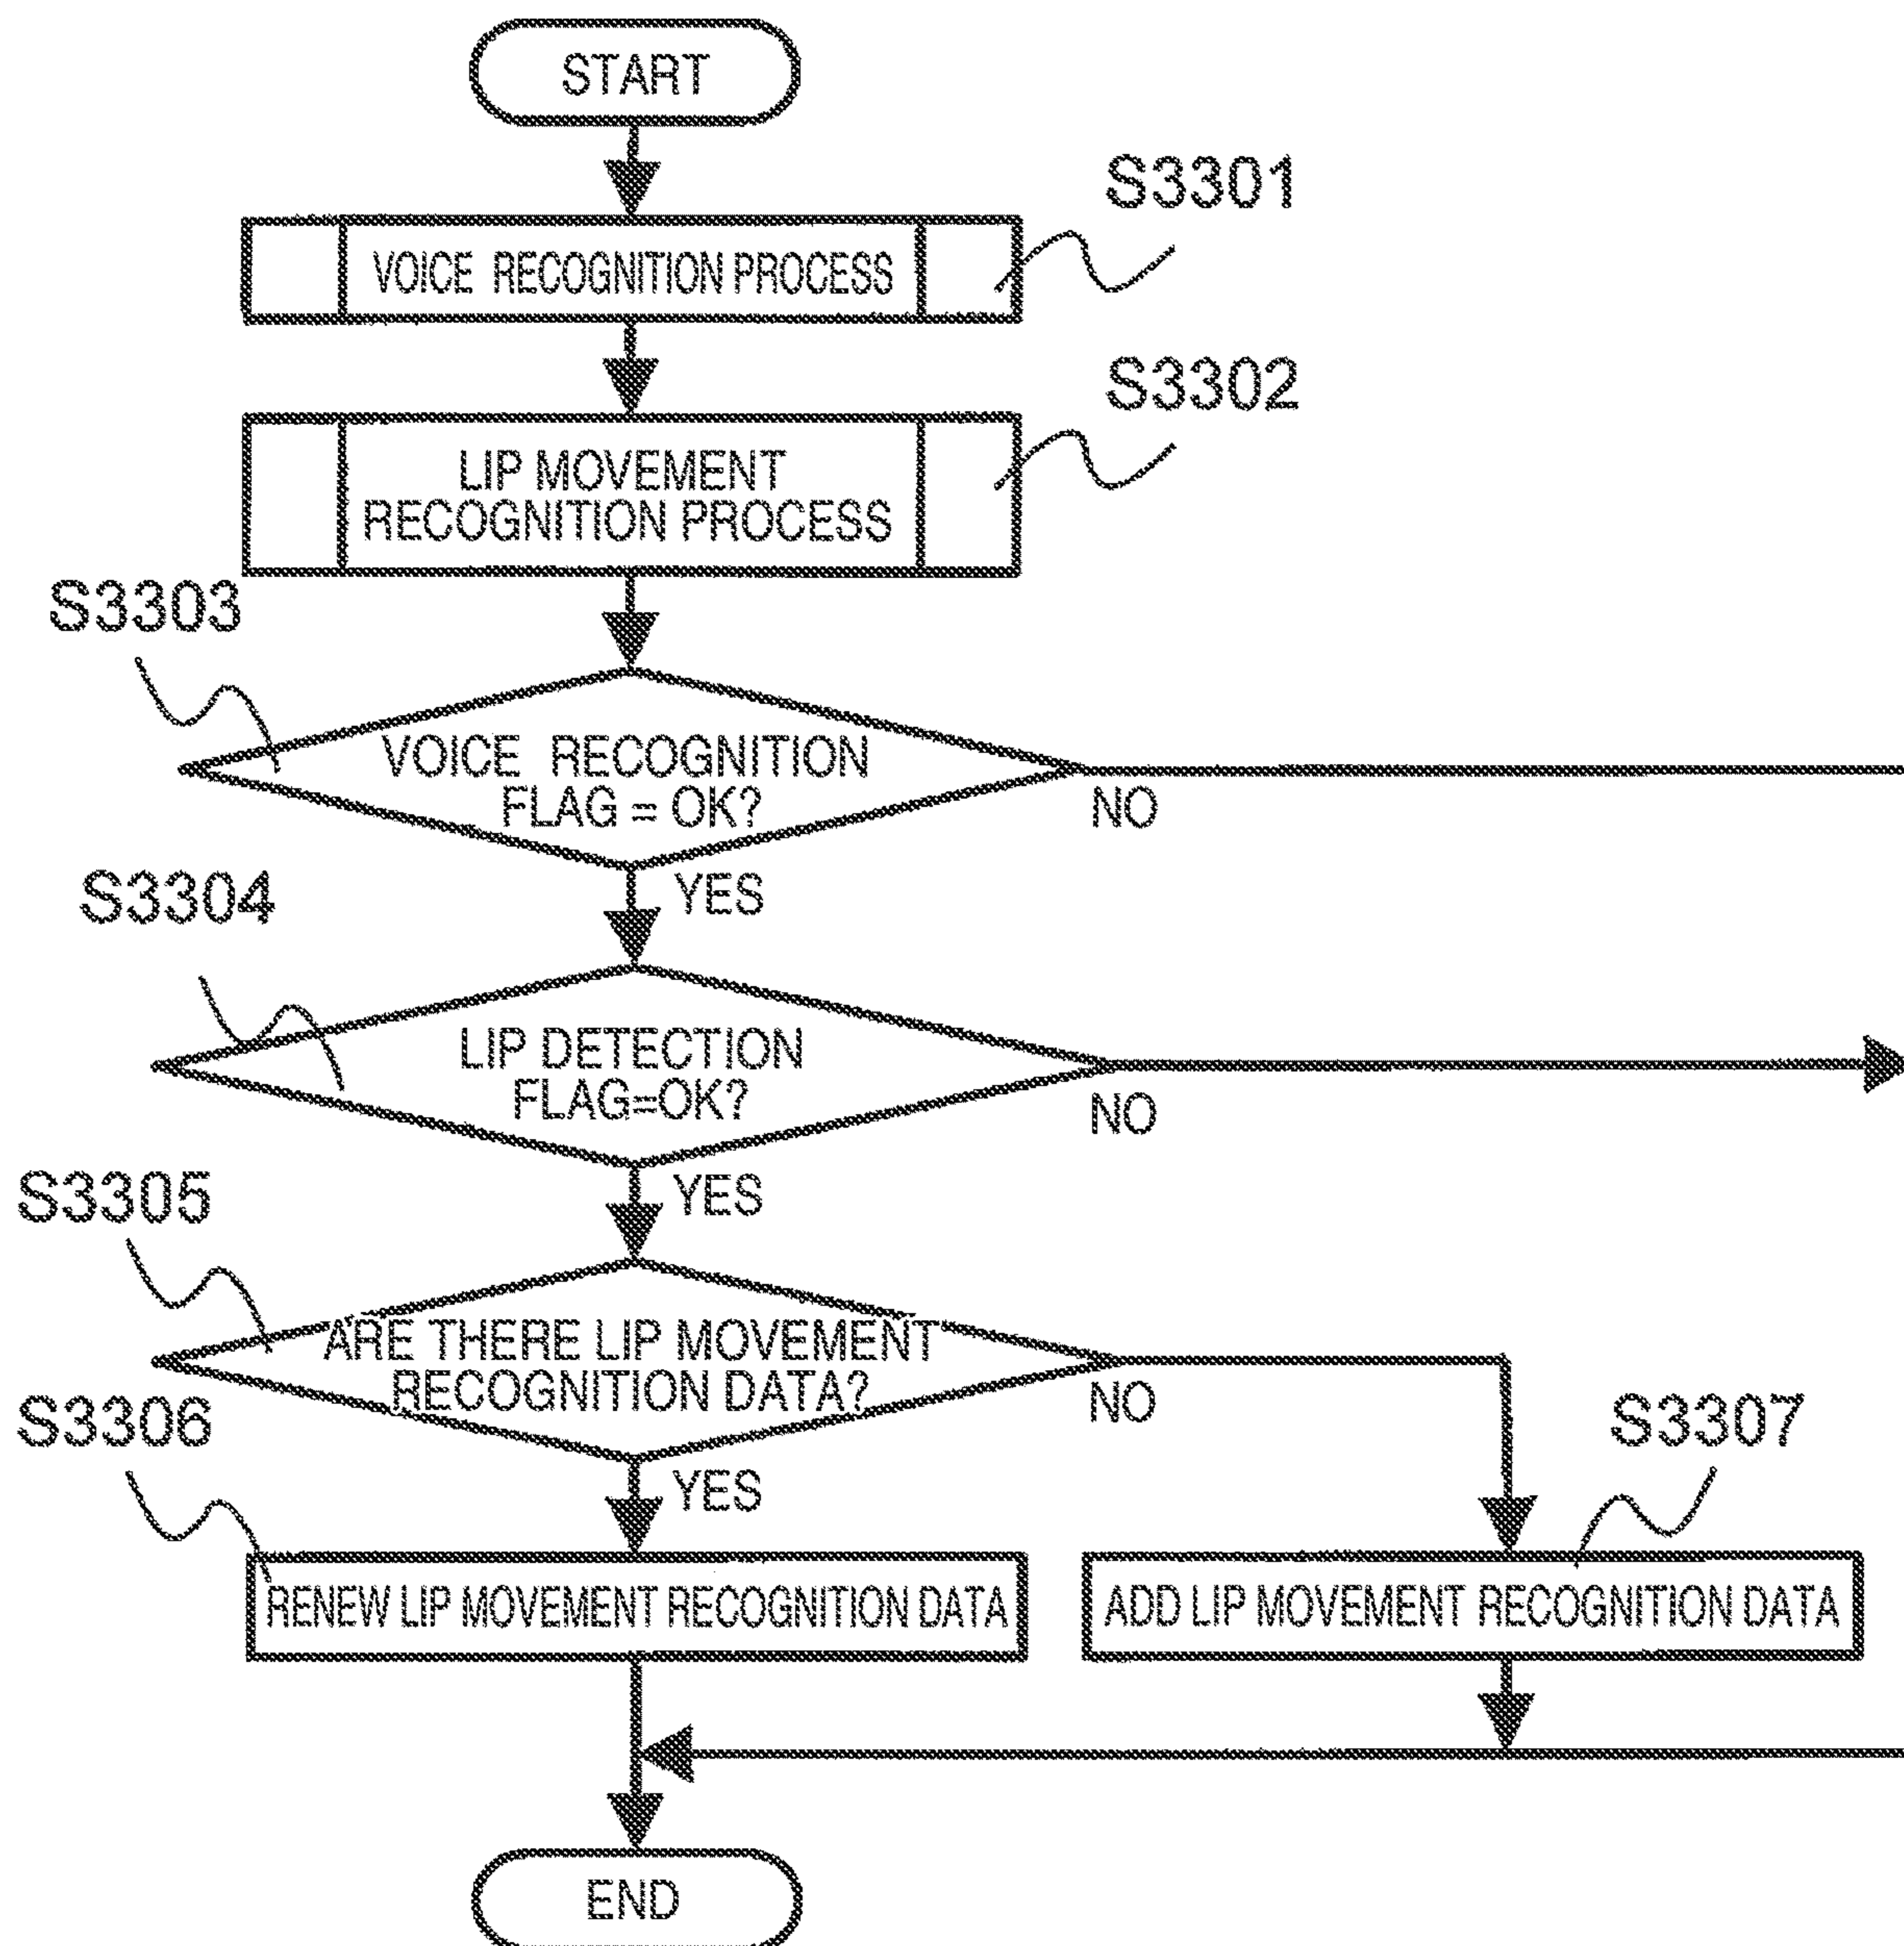 START
S3301
VOICE RECOGNITION PROCESS
S3302
LIP MOVEMENT
RECOGNITION PROCESS
S3303
VOICE RECOGNITION
FLAG = OK?
NO
YES
S3304
LIP DETECTION
FLAG=OK?
NO
YES
S3305
ARE THERE LIP MOVEMENT
RECOGNITION DATA?
NO
S3306
S3307
YES
RENEW LIP MOVEMENT RECOGNITION DATA
ADD LIP MOVEMENT RECOGNITION DATA
END